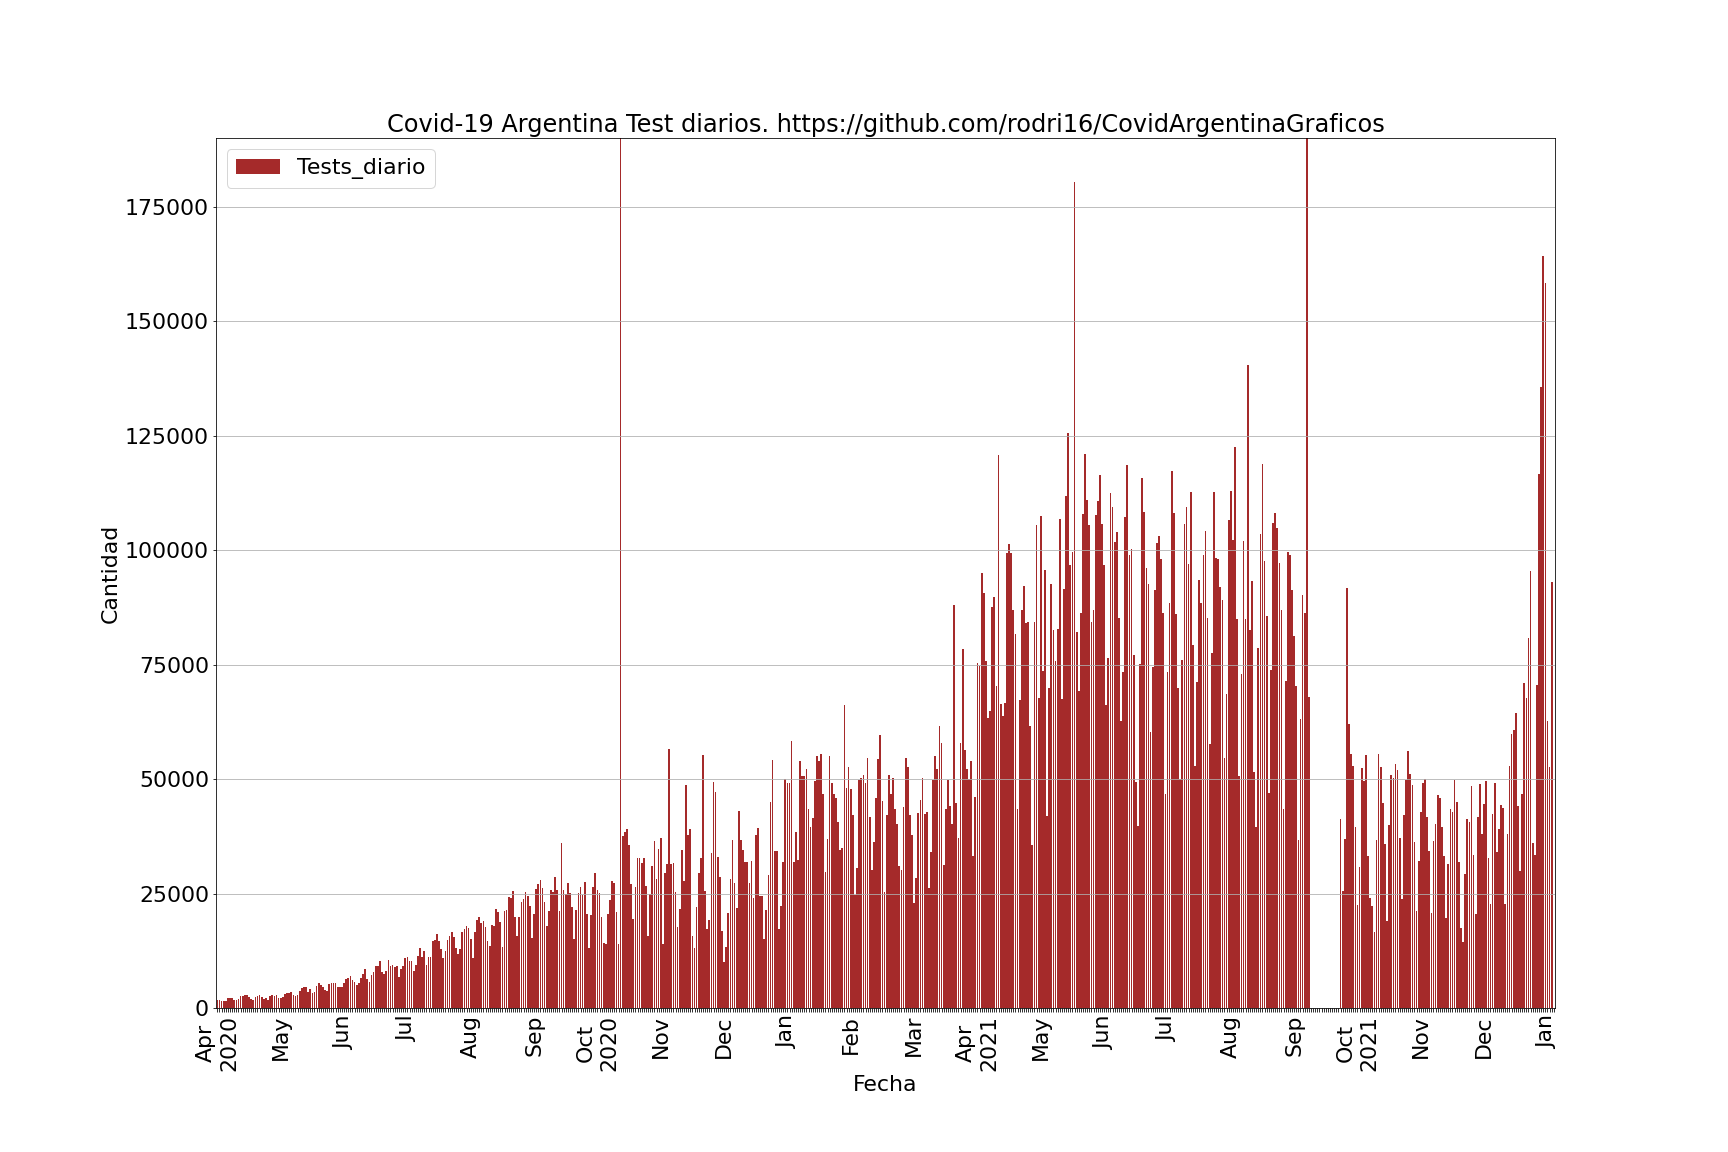 Covid-19 Argentina Test diarios. https://github.com/rodri16/CovidArgentinaGraficos
Tests_diario
175000
150000
125000
100000
75000
50000
25000
0
Cantidad
Apr
2020
May
Jun
Jul
Aug
Sep
Oct
2020
Nov
Dec
Jan
Feb
Mar
Apr
2021
May
Jun
Jul
Aug
Sep
Oct
2021
Nov
Dec
Jan
Fecha